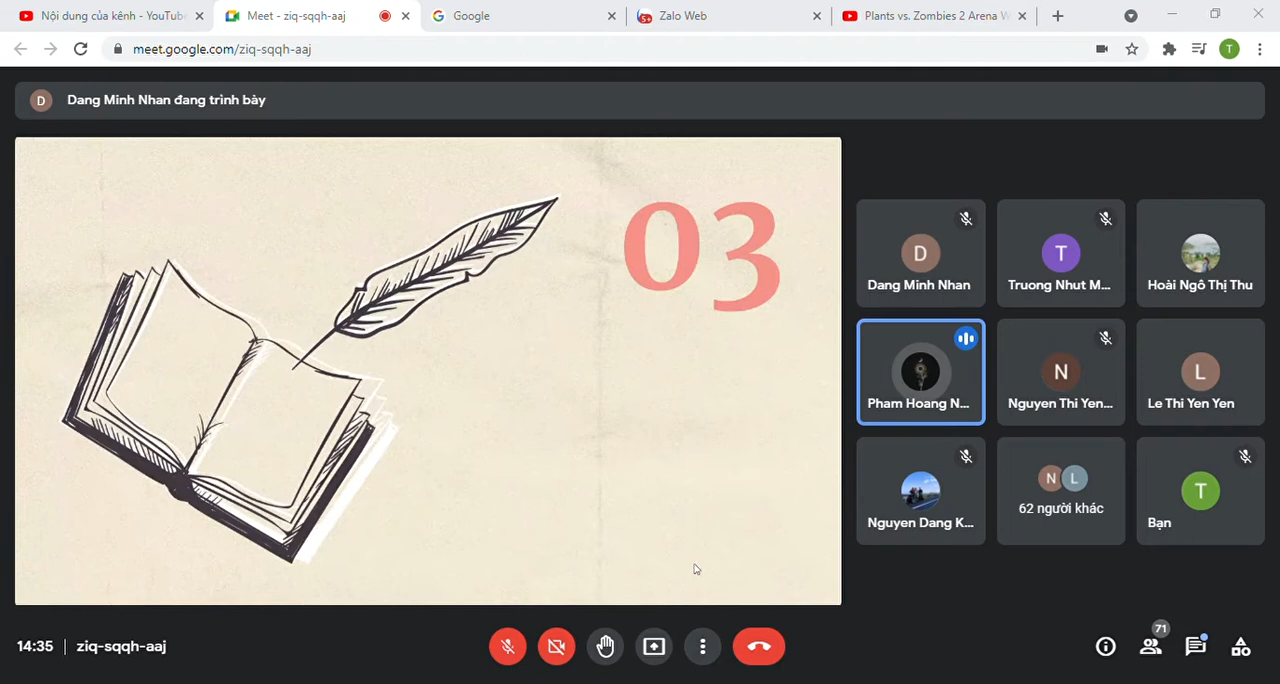 Nội dung của kênh - YouTube
Meet - ziq-sqqh-aaj
Google
5+
Zalo Web
Plants vs. Zombies 2 Arena W
meet.google.com/ziq-sqqh-aaj
T
D
Dang Minh Nhan đang trình bày
03
D
Dang Minh Nhan
T
Truong Nhut M...
Hoài Ngô Thị Thu
Pham Hoang N...
N
Nguyen Thi Yen...
L
Le Thi Yen Yen
Nguyen Dang K...
N L
62 người khác
T
Bạn
14:35
ziq-sqqh-aaj
71